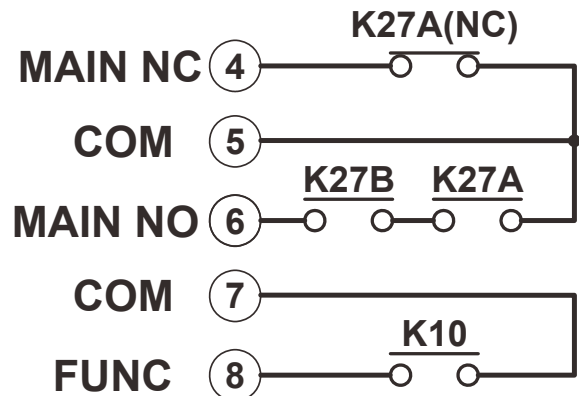 K27A(NC)
MAIN NC 4
COM 5
K27B K27A
MAIN NO 6
COM 7
K10
FUNC 8